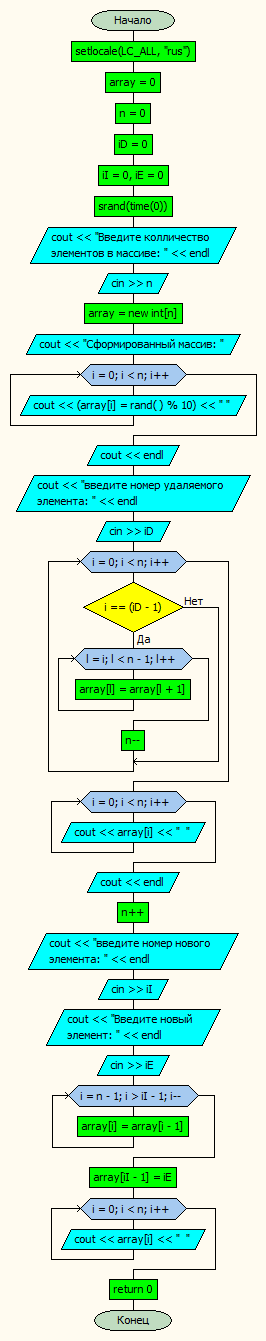 Начало
setlocale(LC_ALL, "rus")
array = 0
n = 0
iD = 0
iI = 0, iE = 0
srand(time(0))
cout << "Введите колличество
элементов в массиве: " << endl
cin >> n
array = new int[n]
cout << "Сформированный массив: "
i = 0; i < n; i++
cout << (array[i] = rand( ) % 10) << " "
cout << endl
cout << "введите номер удаляемого
элемента: " << endl
cin >> iD
i = 0; i < n; i++
i == (iD - 1)
Нет
Да
l = i; l < n - 1; l++
array[l] = array[l + 1]
n--
i = 0; i < n; i++
cout << array[i] << "  "
cout << endl
n++
cout << "введите номер нового
элемента: " << endl
cin >> iI
cout << "Введите новый
элемент: " << endl
cin >> iE
i = n - 1; i > iI - 1; i--
array[i] = array[i - 1]
array[iI - 1] = iE
i = 0; i < n; i++
cout << array[i] << "  "
return 0
Конец